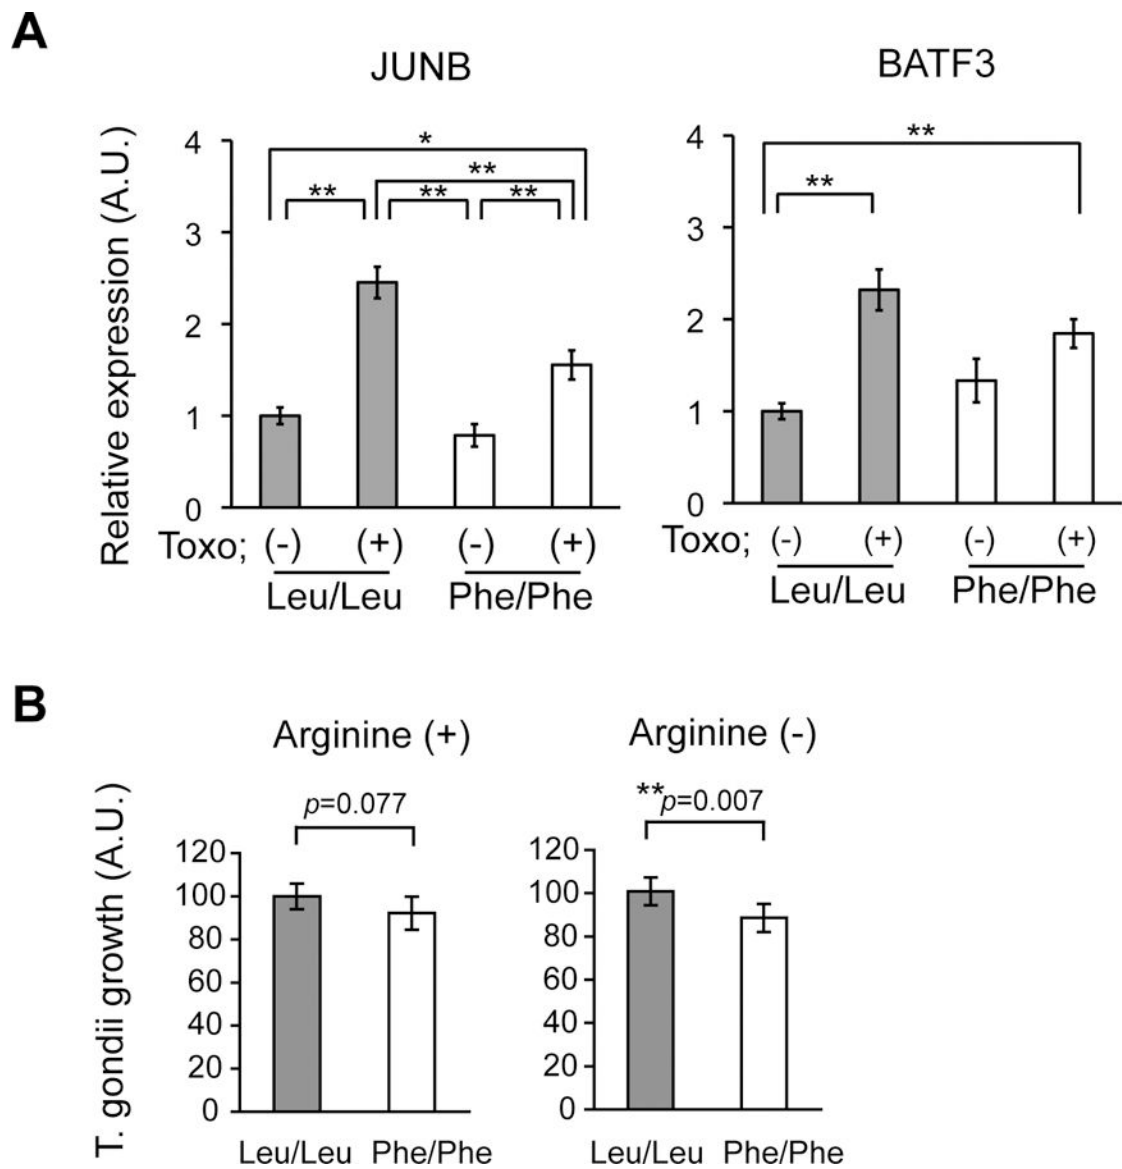 A
JUNB
BATF3
Relative expression (A.U.)
4
3
2
1
0
*
**
** ** **
Toxo; (-) (+) (-) (+)
Leu/Leu Phe/Phe
4
3
2
1
0
**
**
Toxo; (-) (+) (-) (+)
Leu/Leu Phe/Phe
B
Arginine (+)
Arginine (-)
T. gondii growth (A.U.)
p=0.077
120
100
80
60
40
20
0
Leu/Leu Phe/Phe
**p=0.007
120
100
80
60
40
20
0
Leu/Leu Phe/Phe